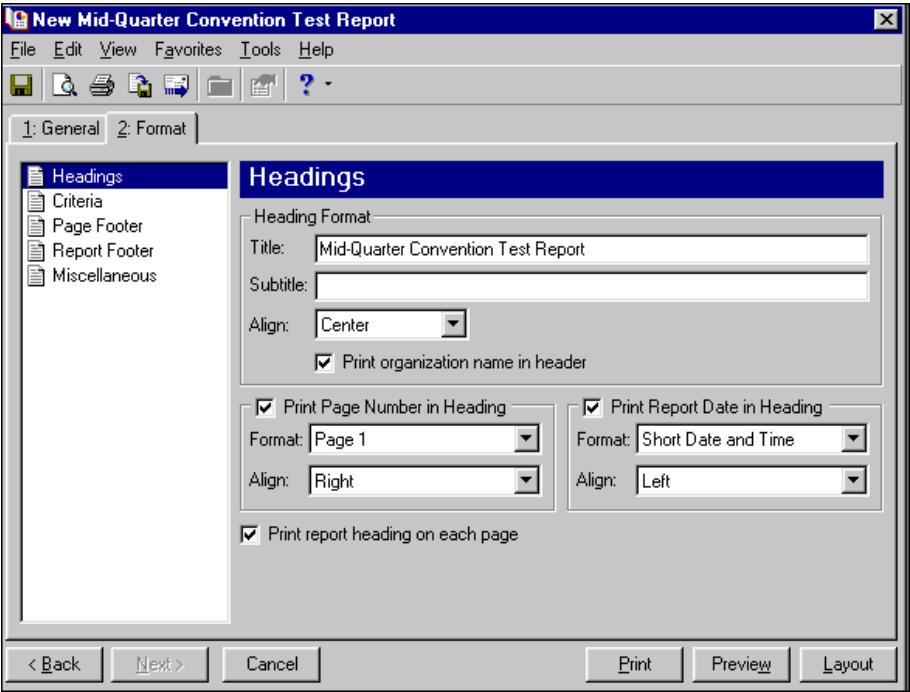 New Mid-Quarter Convention Test Report
File Edit View Favorites Tools Help
?
1: General 2: Format
Headings
Criteria
Page Footer
Report Footer
Miscellaneous
Headings
Heading Format
Title: Mid-Quarter Convention Test Report
Subtitle:
Align: Center
Print organization name in header
Print Page Number in Heading
Format: Page 1
Align: Right
Print Report Date in Heading
Format: Short Date and Time
Align: Left
Print report heading on each page
< Back Next > Cancel Print Preview Layout